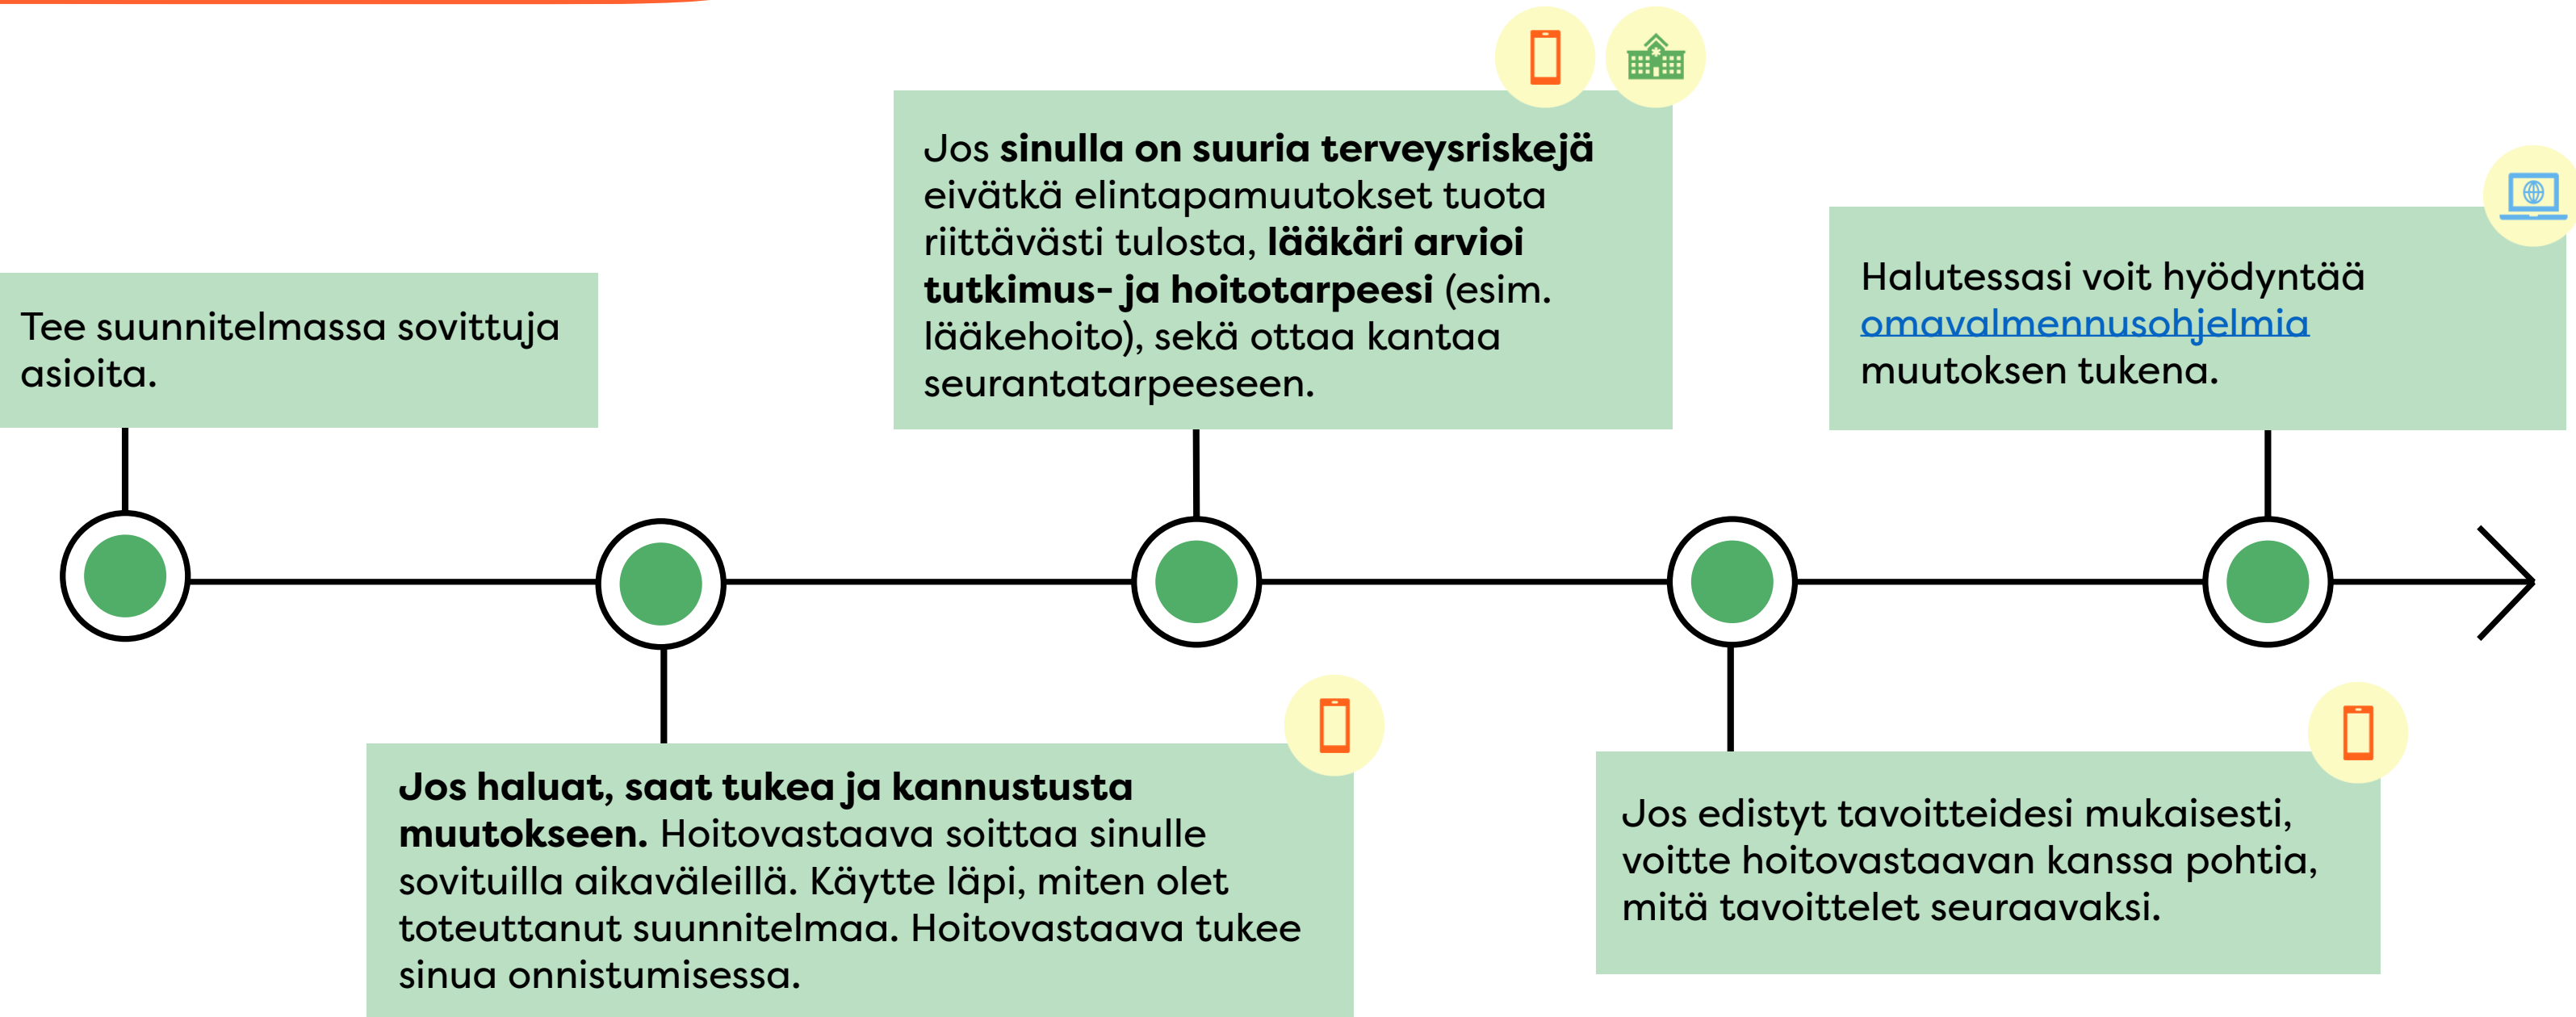 Tee suunnitelmassa sovittuja
asioita.
Jos haluat, saat tukea ja kannustusta
muutokseen. Hoitovastaava soittaa sinulle
sovituilla aikaväleillä. Käytte läpi, miten olet
toteuttanut suunnitelmaa. Hoitovastaava tukee
sinua onnistumisessa.
Jos sinulla on suuria terveysriskejä
eivätkä elintapamuutokset tuota
riittävästi tulosta, lääkäri arvioi
tutkimus- ja hoitotarpeesi (esim.
lääkehoito), sekä ottaa kantaa
seurantatarpeeseen.
Jos edistyt tavoitteidesi mukaisesti,
voitte hoitovastaavan kanssa pohtia,
mitä tavoittelet seuraavaksi.
Halutessasi voit hyödyntää
omavalmennusohjelmia
muutoksen tukena.